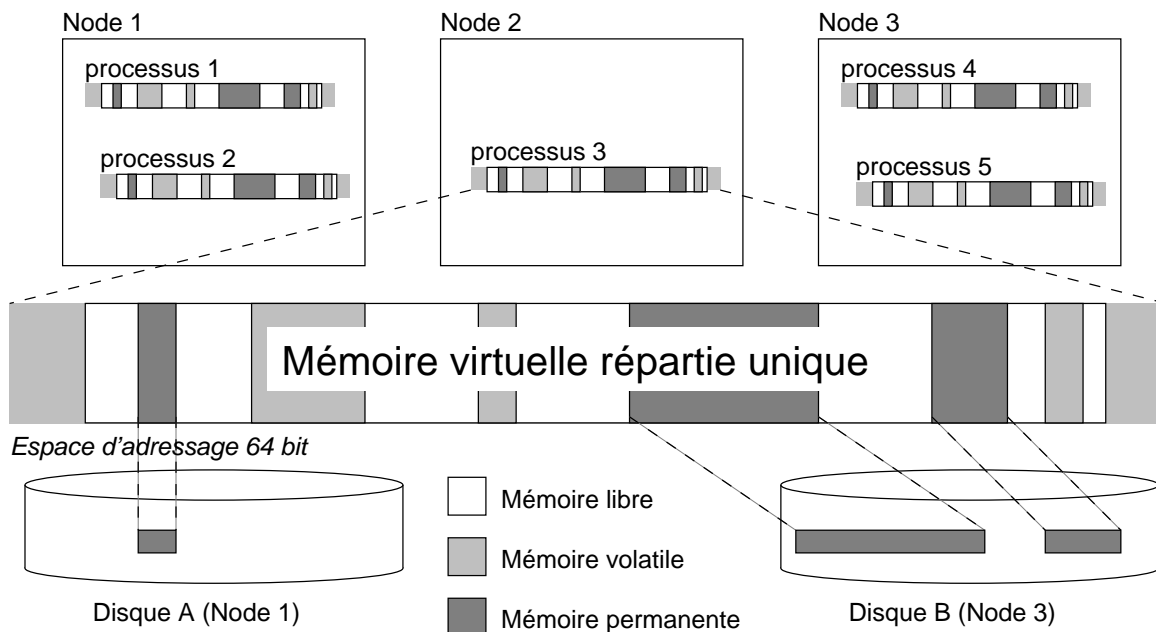 Node 1
Node 2
Node 3
processus 1
processus 4
processus 2
processus 3
processus 5
Mémoire virtuelle répartie unique
Espace d'adressage 64 bit
Mémoire libre
Mémoire volatile
Mémoire permanente
Disque A (Node 1)
Disque B (Node 3)